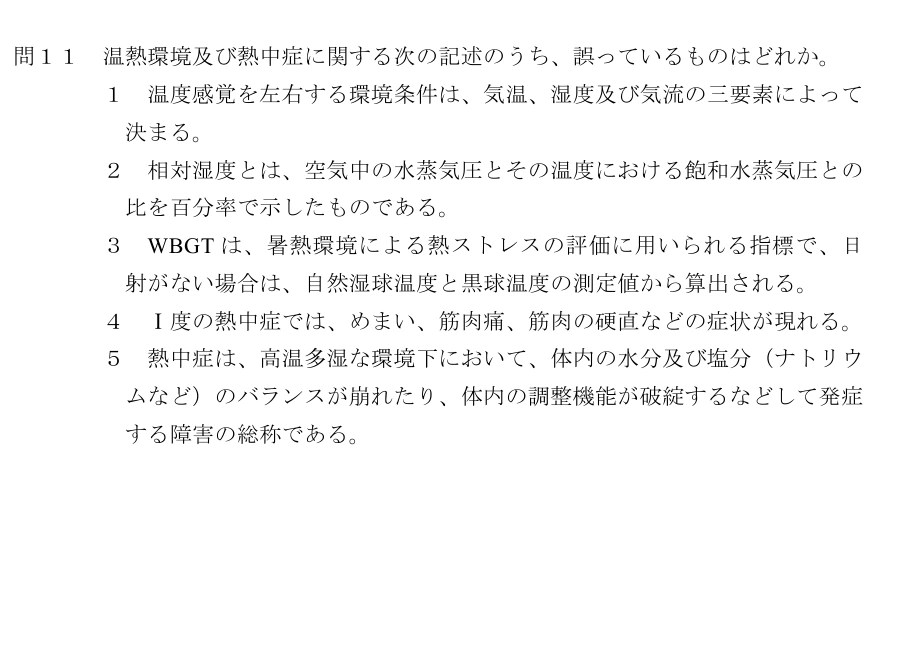 問１１　温熱環境及び熱中症に関する次の記述のうち、誤っているものはどれか。
１　温度感覚を左右する環境条件は、気温、湿度及び気流の三要素によって
決まる。
２　相対湿度とは、空気中の水蒸気圧とその温度における飽和水蒸気圧との
比を百分率で示したものである。
３　WBGT は、暑熱環境による熱ストレスの評価に用いられる指標で、日
射がない場合は、自然湿球温度と黒球温度の測定値から算出される。
４　Ⅰ度の熱中症では、めまい、筋肉痛、筋肉の硬直などの症状が現れる。
５　熱中症は、高温多湿な環境下において、体内の水分及び塩分（ナトリウ
ムなど）のバランスが崩れたり、体内の調整機能が破綻するなどして発症
する障害の総称である。